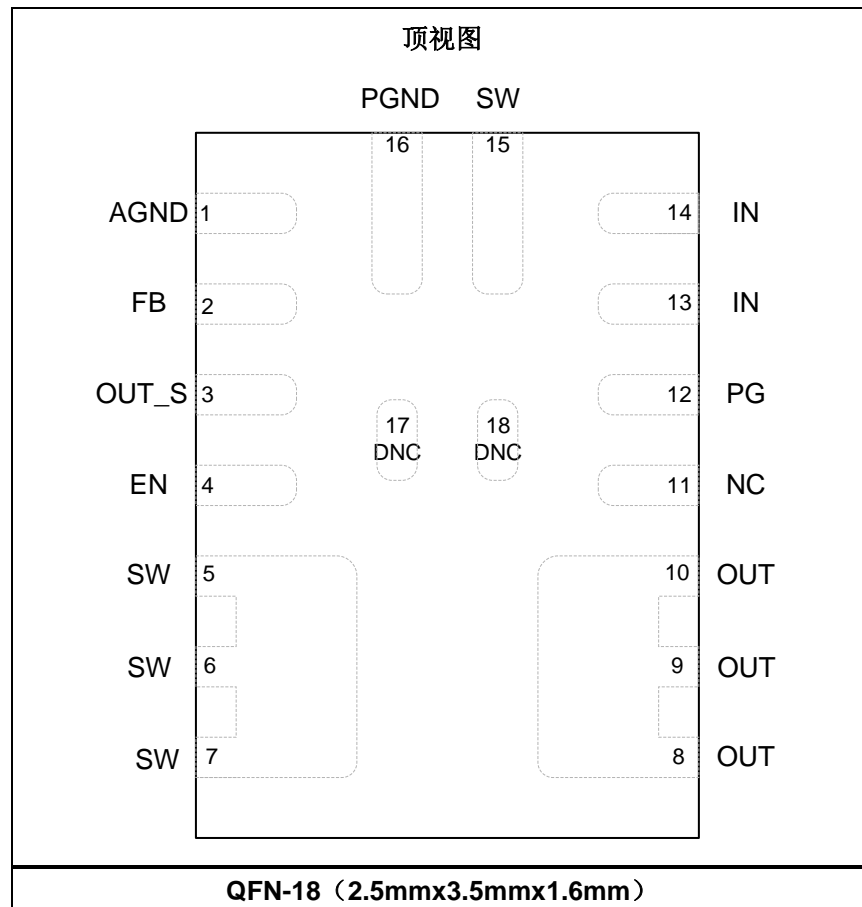 顶视图
PGND SW
16 15
AGND 1 14 IN
FB 2 13 IN
OUT_S 3 12 PG
17 18
DNC DNC
EN 4 11 NC
SW 5 10 OUT
SW 6 9 OUT
SW 7 8 OUT
QFN-18（2.5mmx3.5mmx1.6mm）